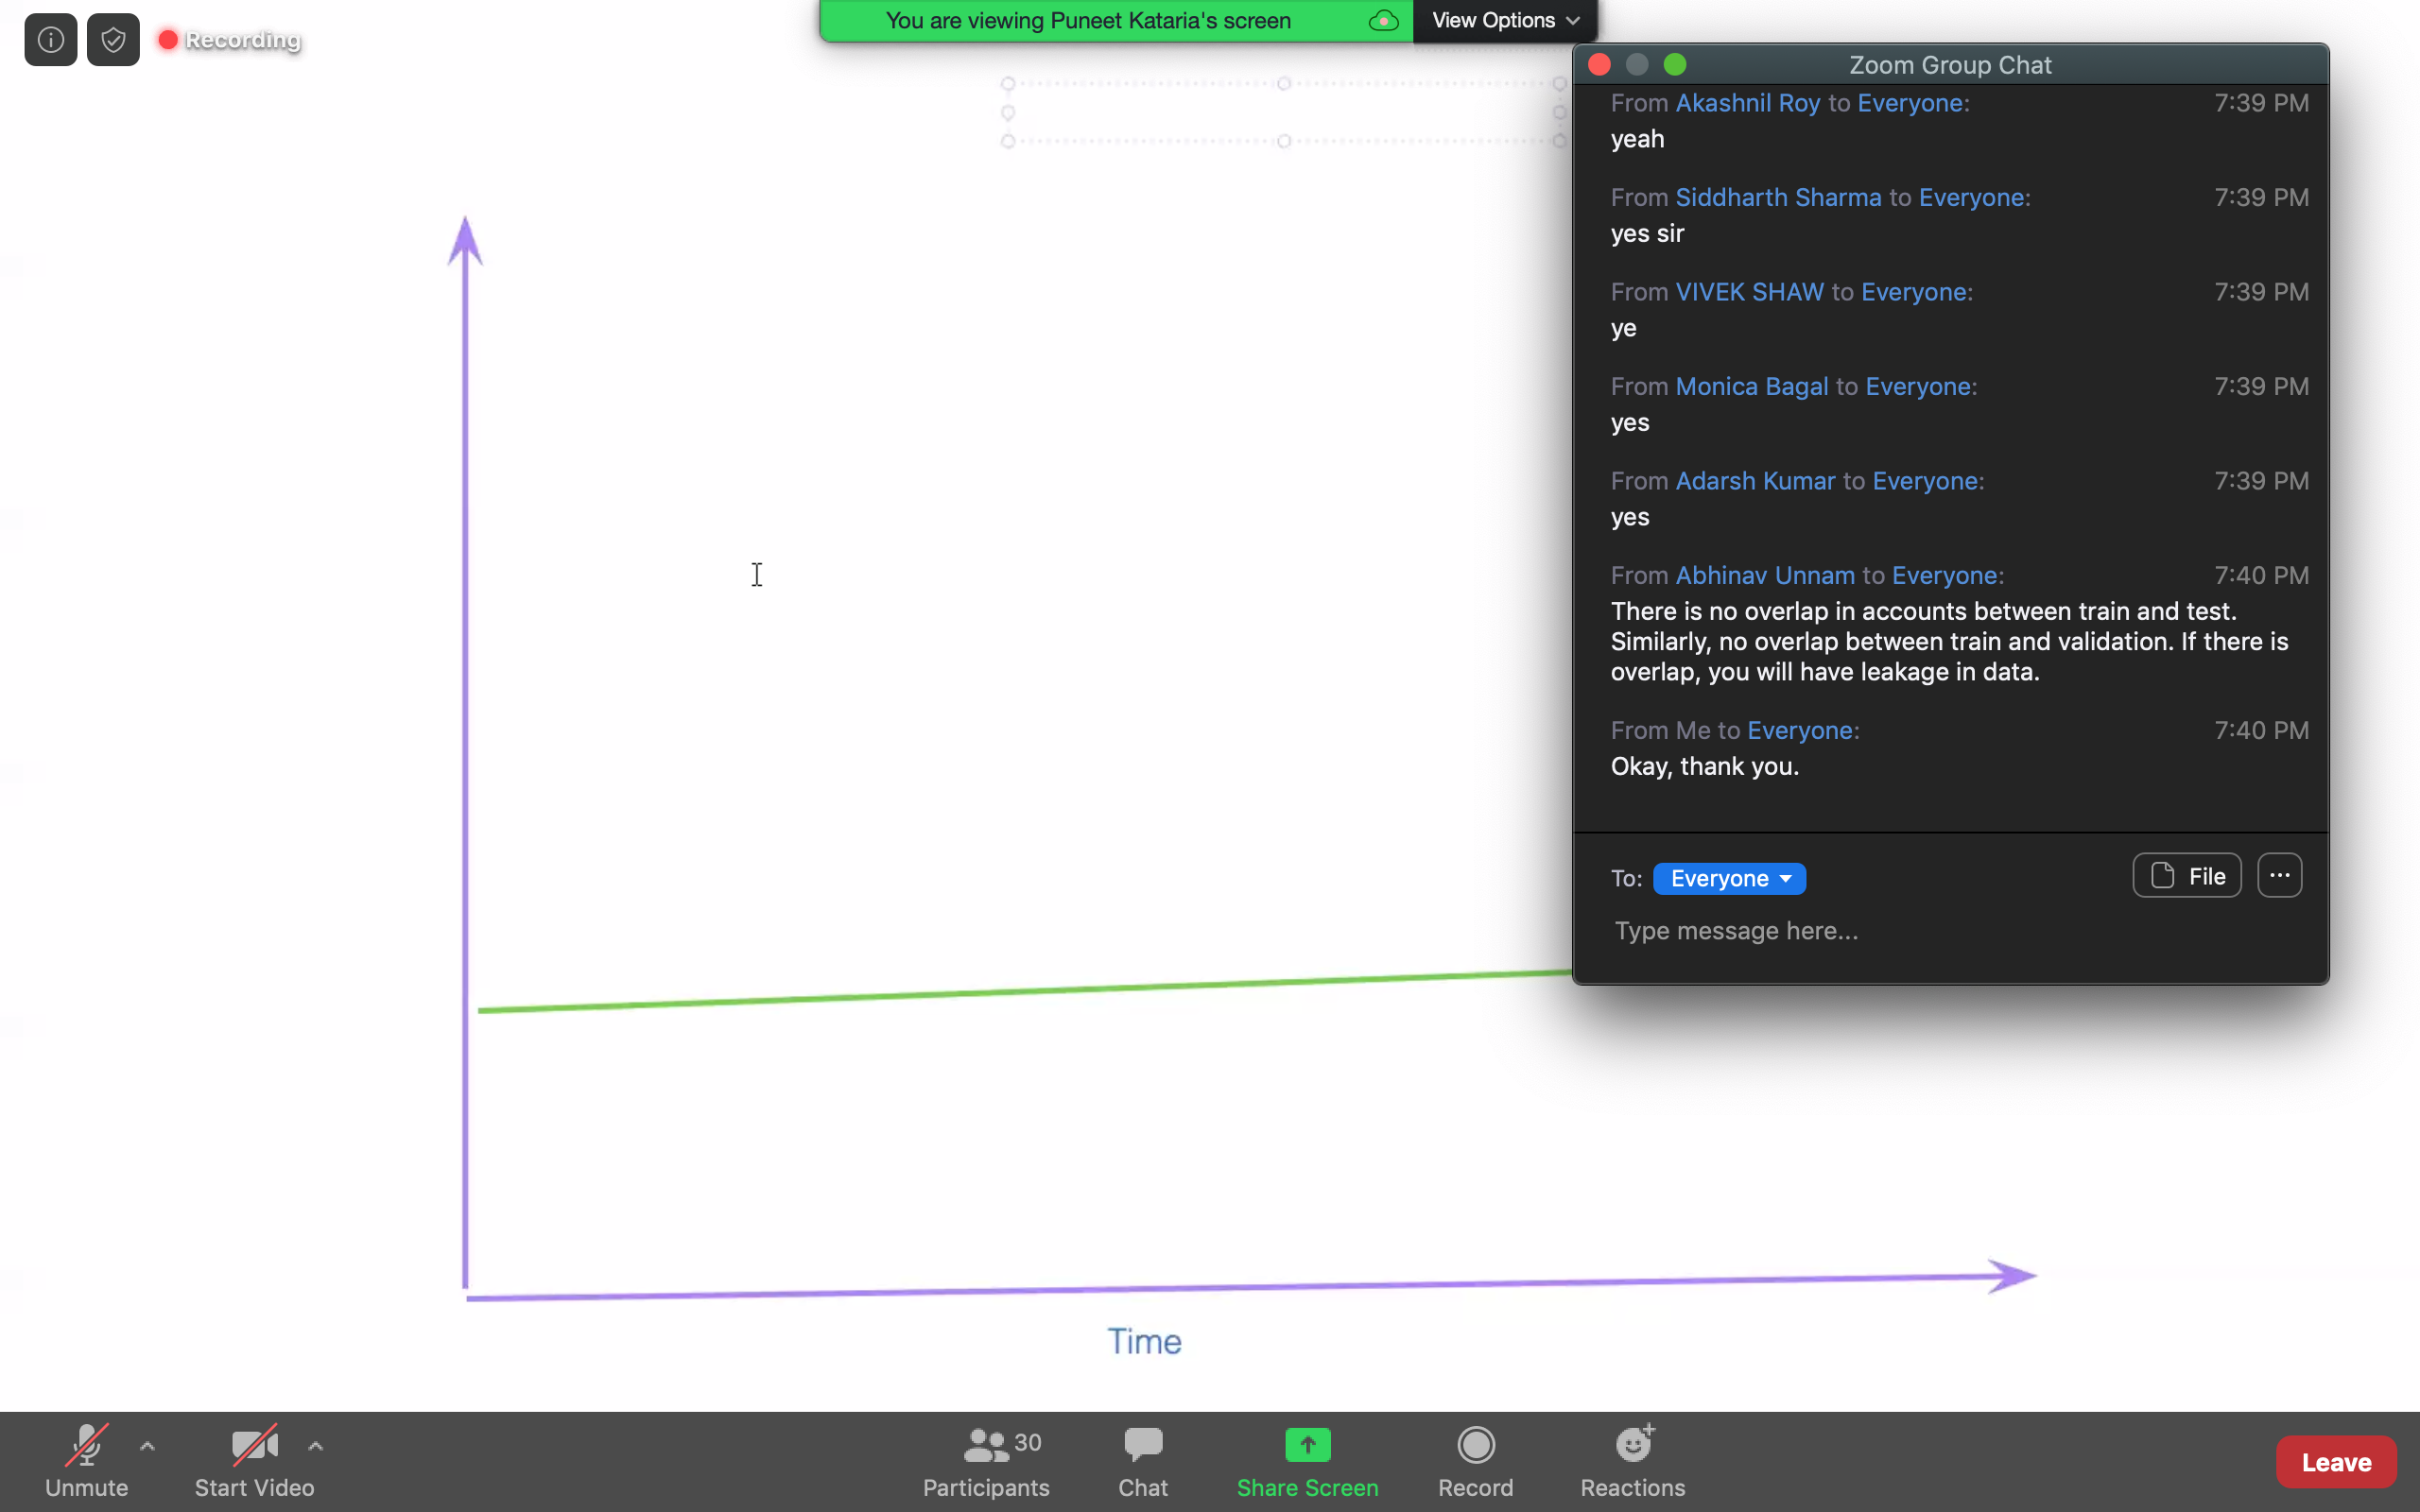 Recording
You are viewing Puneet Kataria's screen
View Options
Zoom Group Chat
From Akashnil Roy to Everyone: 7:39 PM
yeah
From Siddharth Sharma to Everyone: 7:39 PM
yes sir
From VIVEK SHAW to Everyone: 7:39 PM
ye
From Monica Bagal to Everyone: 7:39 PM
yes
From Adarsh Kumar to Everyone: 7:39 PM
yes
From Abhinav Unnam to Everyone: 7:40 PM
There is no overlap in accounts between train and test.
Similarly, no overlap between train and validation. If there is
overlap, you will have leakage in data.
From Me to Everyone: 7:40 PM
Okay, thank you.
To: Everyone
File
Type message here...
Time
Unmute
Start Video
30
Participants
Chat
Share Screen
Record
Reactions
Leave